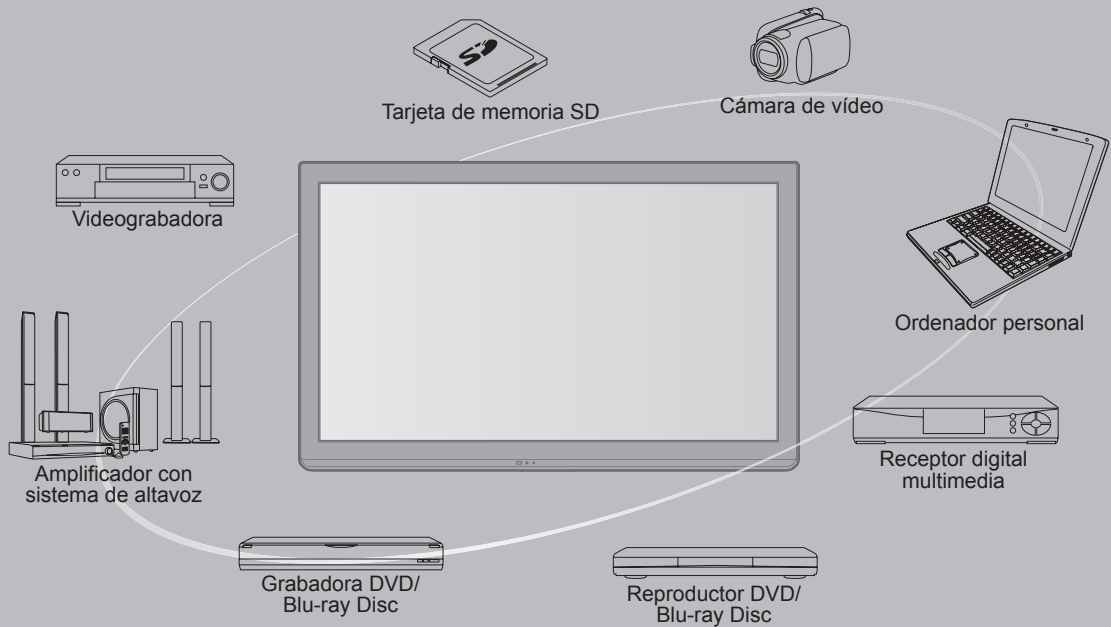 Tarjeta de memoria SD
Cámara de vídeo
Videograbadora
Ordenador personal
Amplificador con
sistema de altavoz
Receptor digital
multimedia
Grabadora DVD/
Blu-ray Disc
Reproductor DVD/
Blu-ray Disc